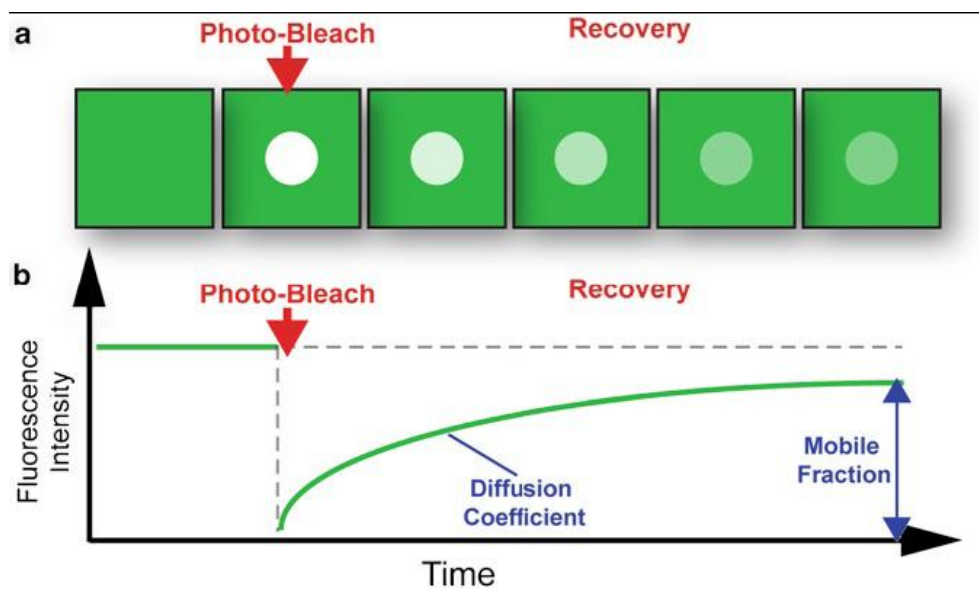 a
Photo-Bleach
Recovery
b
Photo-Bleach
Recovery
Fluorescence
Intensity
Diffusion
Coefficient
Mobile
Fraction
Time